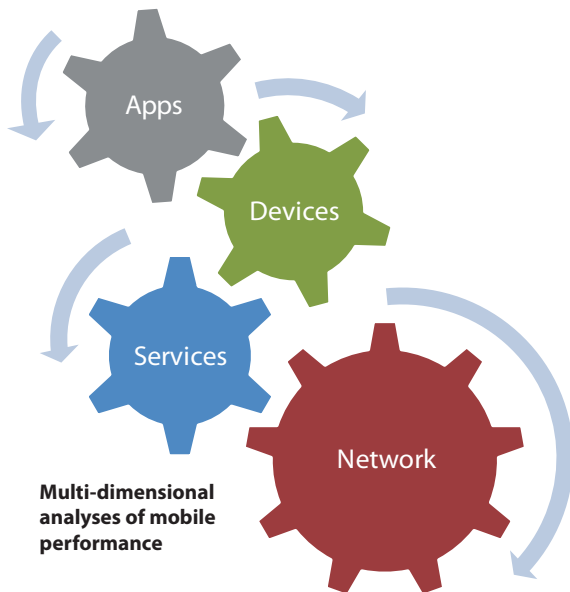 Apps
Devices
Services
Network
Multi-dimensional
analyses of mobile
performance